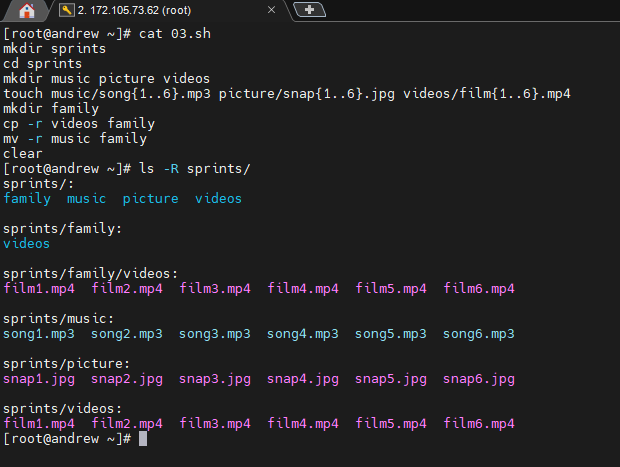 2. 172.105.73.62 (root)
[root@andrew ~]# cat 03.sh
mkdir sprints
cd sprints
mkdir music picture videos
touch music/song{1..6}.mp3 picture/snap{1..6}.jpg videos/film{1..6}.mp4
mkdir family
cp -r videos family
mv -r music family
clear
[root@andrew ~]# ls -R sprints/
sprints/:
family  music  picture  videos

sprints/family:
videos

sprints/family/videos:
film1.mp4  film2.mp4  film3.mp4  film4.mp4  film5.mp4  film6.mp4

sprints/music:
song1.mp3  song2.mp3  song3.mp3  song4.mp3  song5.mp3  song6.mp3

sprints/picture:
snap1.jpg  snap2.jpg  snap3.jpg  snap4.jpg  snap5.jpg  snap6.jpg

sprints/videos:
film1.mp4  film2.mp4  film3.mp4  film4.mp4  film5.mp4  film6.mp4
[root@andrew ~]#